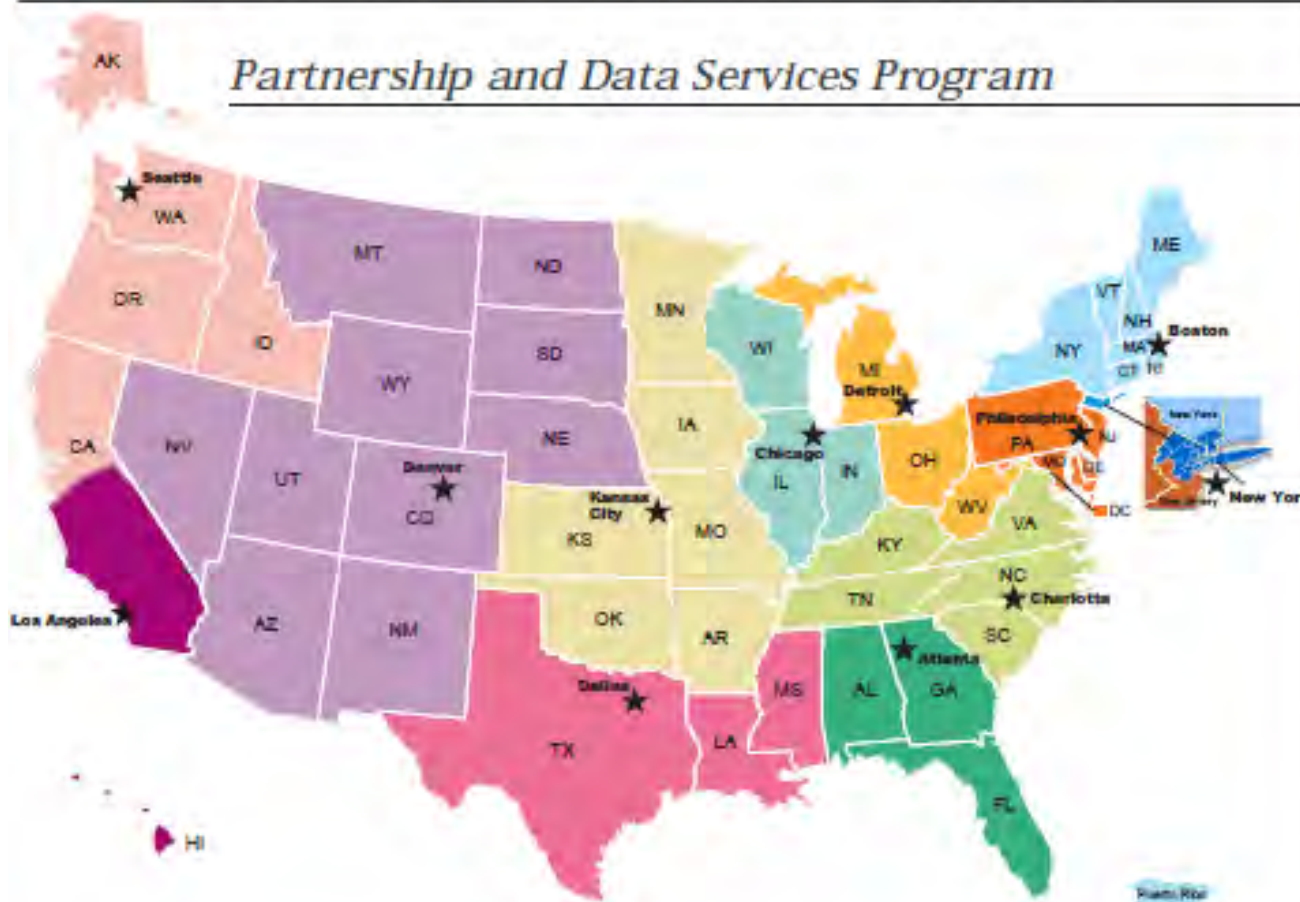 AK
Partnership and Data Services Program
Seattle
WA
MT
ND
ME
OR
ID
MN
VT
NH
Boston
WI
NY
MA
SD
MI
CT RI
WY
Detroit
NE
IA
Philadelphia
New York
CA
NV
PA
NJ
Denver
Chicago
OH
MD
DE
UT
IL
IN
New Yor
CO
Kansas
City
WV
DC
KS
MO
VA
KY
NC
TN
Charlotte
Los Angeles
AZ
NM
OK
AR
SC
Atlanta
Dallas
MS
AL
GA
TX
LA
FL
HI
Puerto Rico